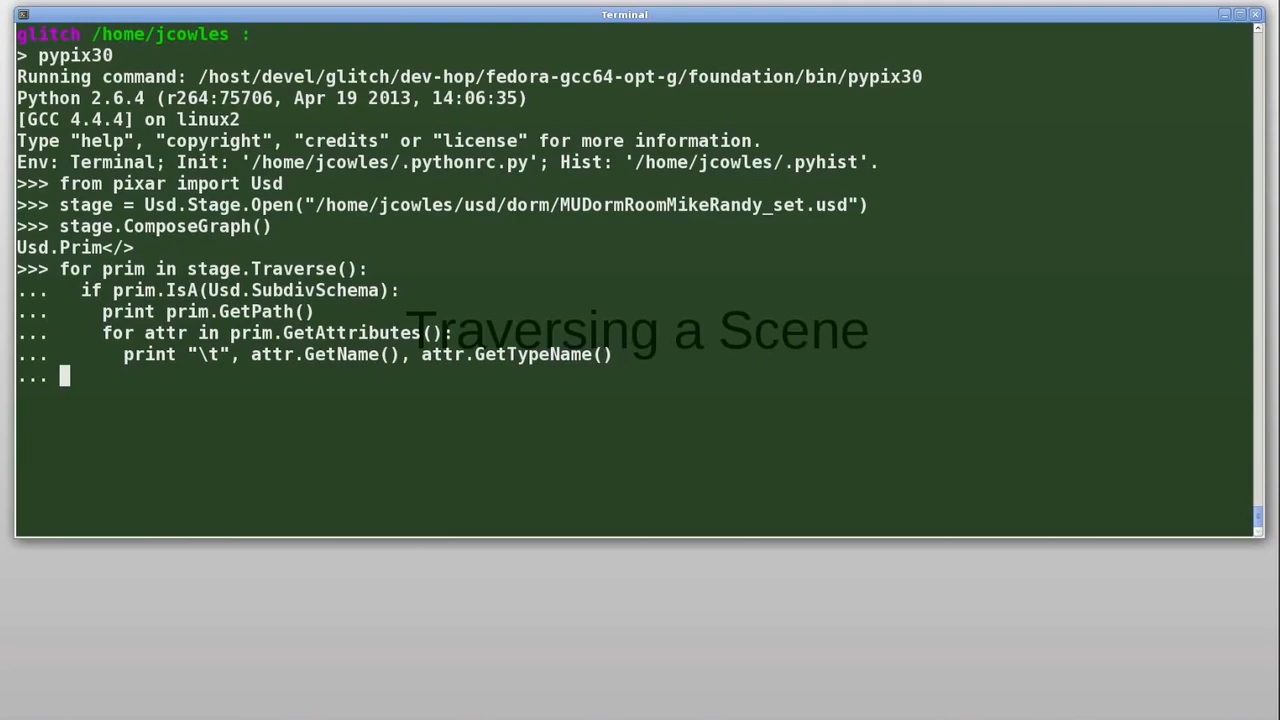 Terminal
glitch /home/jcowles :
> pypix30
Running command: /host/devel/glitch/dev-hop/fedora-gcc64-opt-g/foundation/bin/pypix30
Python 2.6.4 (r264:75706, Apr 19 2013, 14:06:35)
[GCC 4.4.4] on linux2
Type "help", "copyright", "credits" or "license" for more information.
Env: Terminal; Init: '/home/jcowles/.pythonrc.py'; Hist: '/home/jcowles/.pyhist'.
>>> from pixar import Usd
>>> stage = Usd.Stage.Open("/home/jcowles/usd/dorm/MUDormRoomMikeRandy_set.usd")
>>> stage.ComposeGraph()
Usd.Prim</>
>>> for prim in stage.Traverse():
...   if prim.IsA(Usd.SubdivSchema):
...     print prim.GetPath()
...     for attr in prim.GetAttributes():
...       print "\t", attr.GetName(), attr.GetTypeName()
...
Traversing a Scene